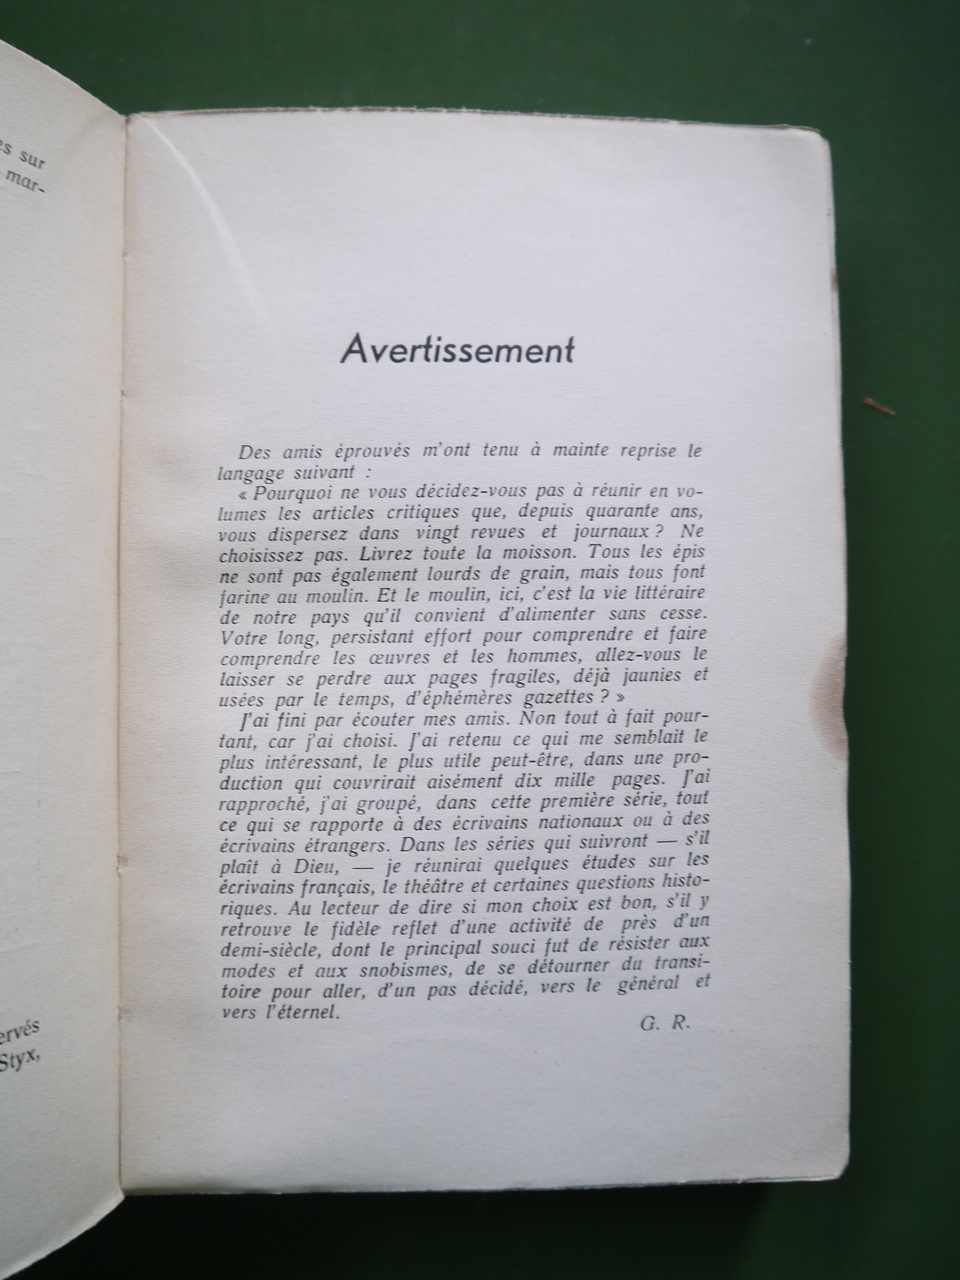 es sur
mar-
ervés
Styx,
Avertissement
Des amis éprouvés m'ont tenu à mainte reprise le
langage suivant :
« Pourquoi ne vous décidez-vous pas à réunir en vo-
lumes les articles critiques que, depuis quarante ans,
vous dispersez dans vingt revues et journaux ? Ne
choisissez pas. Livrez toute la moisson. Tous les épis
ne sont pas également lourds de grain, mais tous font
farine au moulin. Et le moulin, ici, c'est la vie littéraire
de notre pays qu'il convient d'alimenter sans cesse.
Votre long, persistant effort pour comprendre et faire
comprendre les œuvres et les hommes, allez-vous le
laisser se perdre aux pages fragiles, déjà jaunies et
usées par le temps, d'éphémères gazettes ? »
J'ai fini par écouter mes amis. Non tout à fait pour-
tant, car j'ai choisi. J'ai retenu ce qui me semblait le
plus intéressant, le plus utile peut-être, dans une pro-
duction qui couvrirait aisément dix mille pages. J'ai
rapproché, j'ai groupé, dans cette première série, tout
ce qui se rapporte à des écrivains nationaux ou à des
écrivains étrangers. Dans les séries qui suivront — s'il
plaît à Dieu, — je réunirai quelques études sur les
écrivains français, le théâtre et certaines questions histo-
riques. Au lecteur de dire si mon choix est bon, s'il y
retrouve le fidèle reflet d'une activité de près d'un
demi-siècle, dont le principal souci fut de résister aux
modes et aux snobismes, de se détourner du transi-
toire pour aller, d'un pas décidé, vers le général et
vers l'éternel.
G. R.